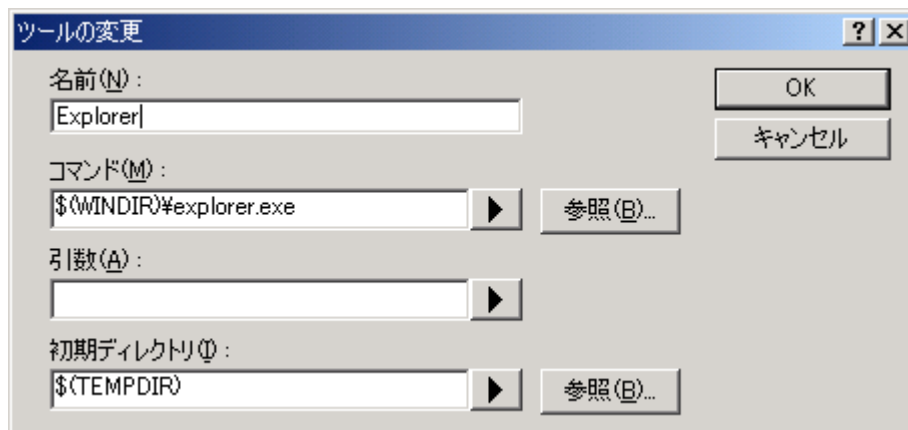 ツールの変更
名前(N):
Explorer
OK
キャンセル
コマンド(M):
$(WINDIR)¥explorer.exe
参照(B)...
引数(A):
初期ディレクトリ(I):
$(TEMPDIR)
参照(B)...